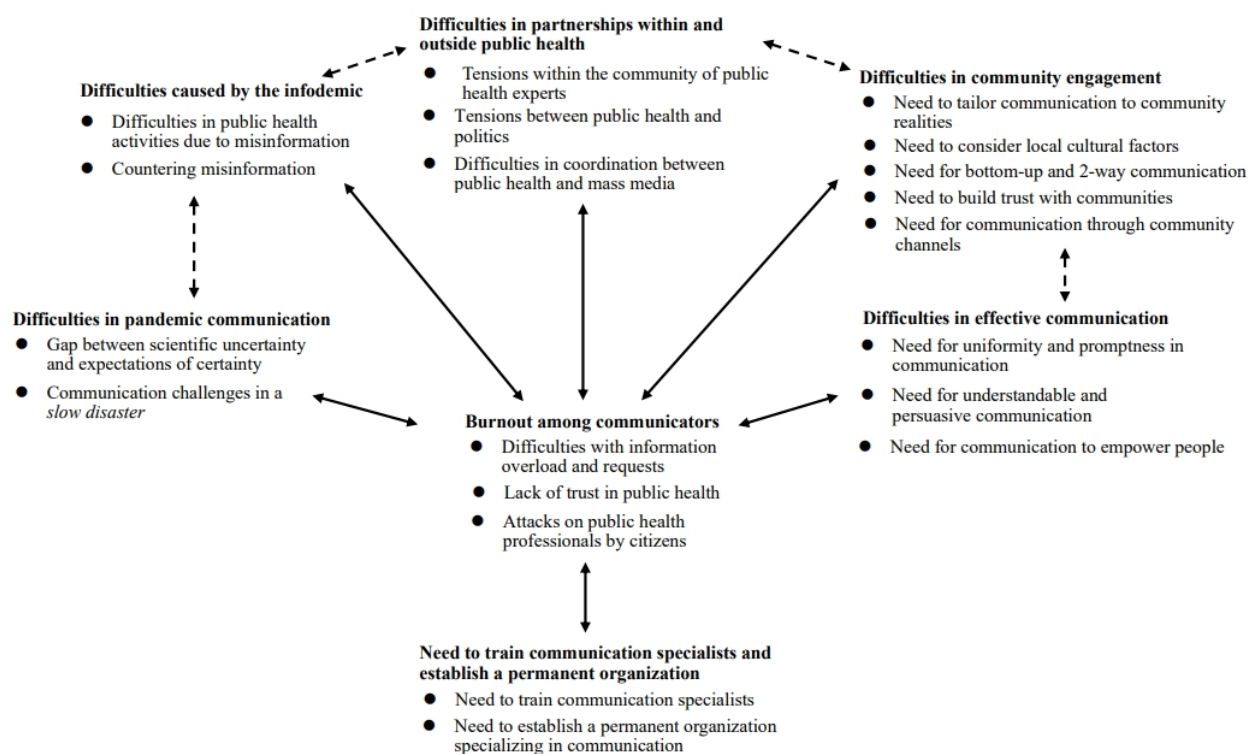 Difficulties in partnerships within and
outside public health
● Tensions within the community of public
health experts
● Tensions between public health and
politics
● Difficulties in coordination between
public health and mass media
Difficulties caused by the infodemic
● Difficulties in public health
activities due to misinformation
● Countering misinformation
Difficulties in community engagement
● Need to tailor communication to community
realities
● Need to consider local cultural factors
● Need for bottom-up and 2-way communication
● Need to build trust with communities
● Need for communication through community
channels
Difficulties in pandemic communication
● Gap between scientific uncertainty
and expectations of certainty
● Communication challenges in a
slow disaster
Difficulties in effective communication
● Need for uniformity and promptness in
communication
● Need for understandable and
persuasive communication
● Need for communication to empower people
Burnout among communicators
● Difficulties with information
overload and requests
● Lack of trust in public health
● Attacks on public health
professionals by citizens
Need to train communication specialists and
establish a permanent organization
● Need to train communication specialists
● Need to establish a permanent organization
specializing in communication